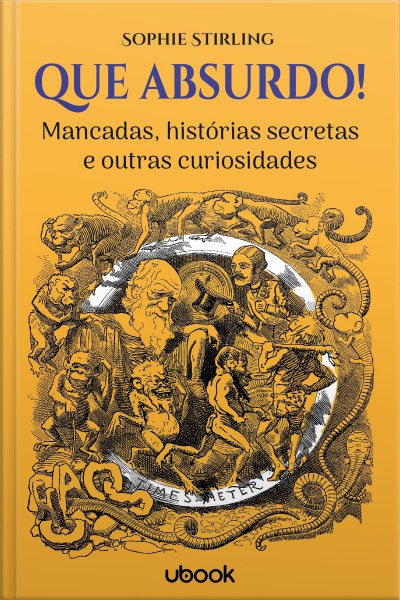 SOPHIE STIRLING
QUE ABSURDO!
Mancadas, histórias secretas
e outras curiosidades
TIMES METER
ubook